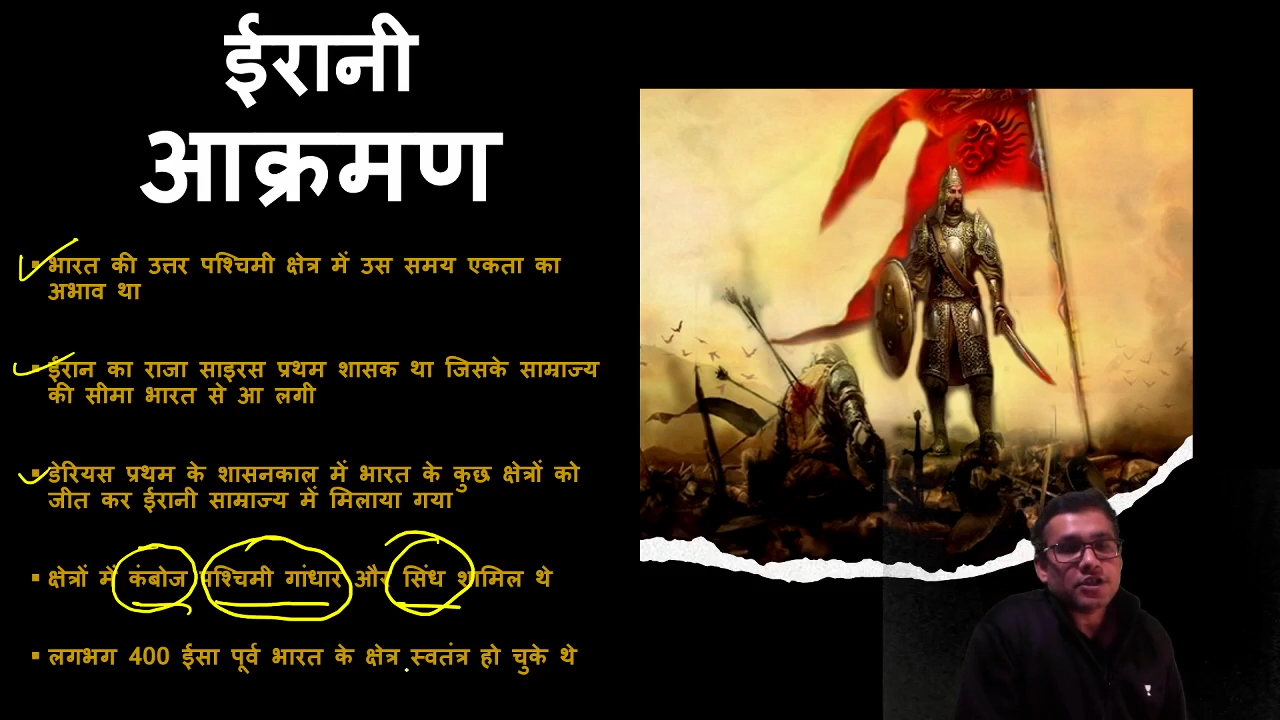 ईरानी
आक्रमण
▪ भारत की उत्तर पश्चिमी क्षेत्र में उस समय एकता का
अभाव था
▪ ईरान का राजा साइरस प्रथम शासक था जिसके साम्राज्य
की सीमा भारत से आ लगी
▪ डेरियस प्रथम के शासनकाल में भारत के कुछ क्षेत्रों को
जीत कर ईरानी साम्राज्य में मिलाया गया
▪ क्षेत्रों में कंबोज पश्चिमी गांधार और सिंध शामिल थे
▪ लगभग 400 ईसा पूर्व भारत के क्षेत्र स्वतंत्र हो चुके थे